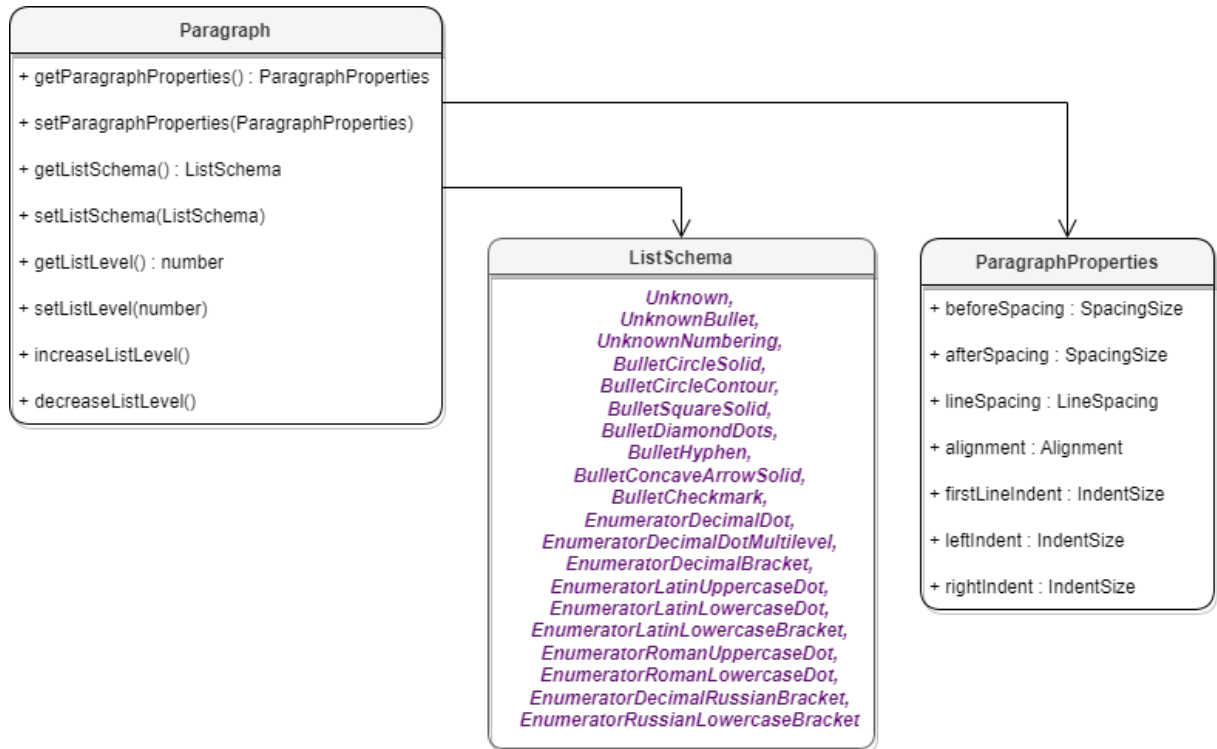 Paragraph
+ getParagraphProperties() : ParagraphProperties
+ setParagraphProperties(ParagraphProperties)
+ getListSchema() : ListSchema
+ setListSchema(ListSchema)
+ getListLevel() : number
+ setListLevel(number)
+ increaseListLevel()
+ decreaseListLevel()
ListSchema
Unknown,
UnknownBullet,
UnknownNumbering,
BulletCircleSolid,
BulletCircleContour,
BulletSquareSolid,
BulletDiamondDots,
BulletHyphen,
BulletConcaveArrowSolid,
BulletCheckmark,
EnumeratorDecimalDot,
EnumeratorDecimalDotMultilevel,
EnumeratorDecimalBracket,
EnumeratorLatinUppercaseDot,
EnumeratorLatinLowercaseDot,
EnumeratorLatinLowercaseBracket,
EnumeratorRomanUppercaseDot,
EnumeratorRomanLowercaseDot,
EnumeratorDecimalRussianBracket,
EnumeratorRussianLowercaseBracket
ParagraphProperties
+ beforeSpacing : SpacingSize
+ afterSpacing : SpacingSize
+ lineSpacing : LineSpacing
+ alignment : Alignment
+ firstLineIndent : IndentSize
+ leftIndent : IndentSize
+ rightIndent : IndentSize